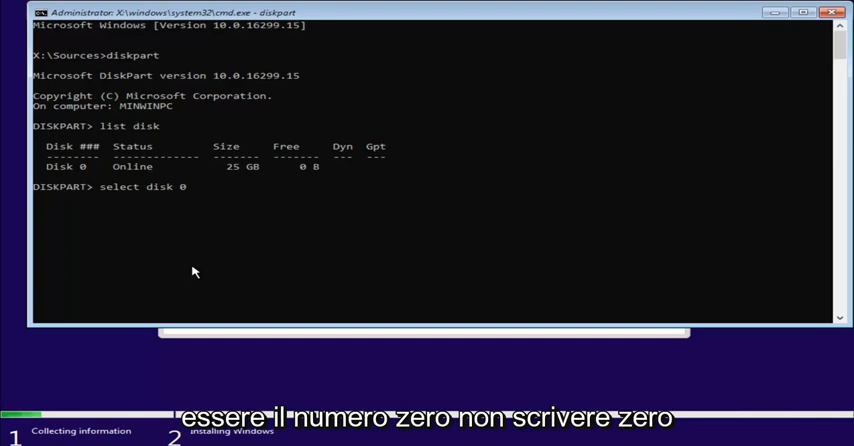 Administrator: X:\windows\system32\cmd.exe - diskpart
Microsoft Windows [Version 10.0.16299.15]
X:\Sources>diskpart
Microsoft DiskPart version 10.0.16299.15
Copyright (C) Microsoft Corporation.
On computer: MINWINPC
DISKPART> list disk
Disk ### Status Size Free Dyn Gpt
-------- ------------- ------- ------- --- ---
Disk 0 Online 25 GB 0 B
DISKPART> select disk 0
essere il numero zero non scrivere zero
1 Collecting information 2 Installing Windows